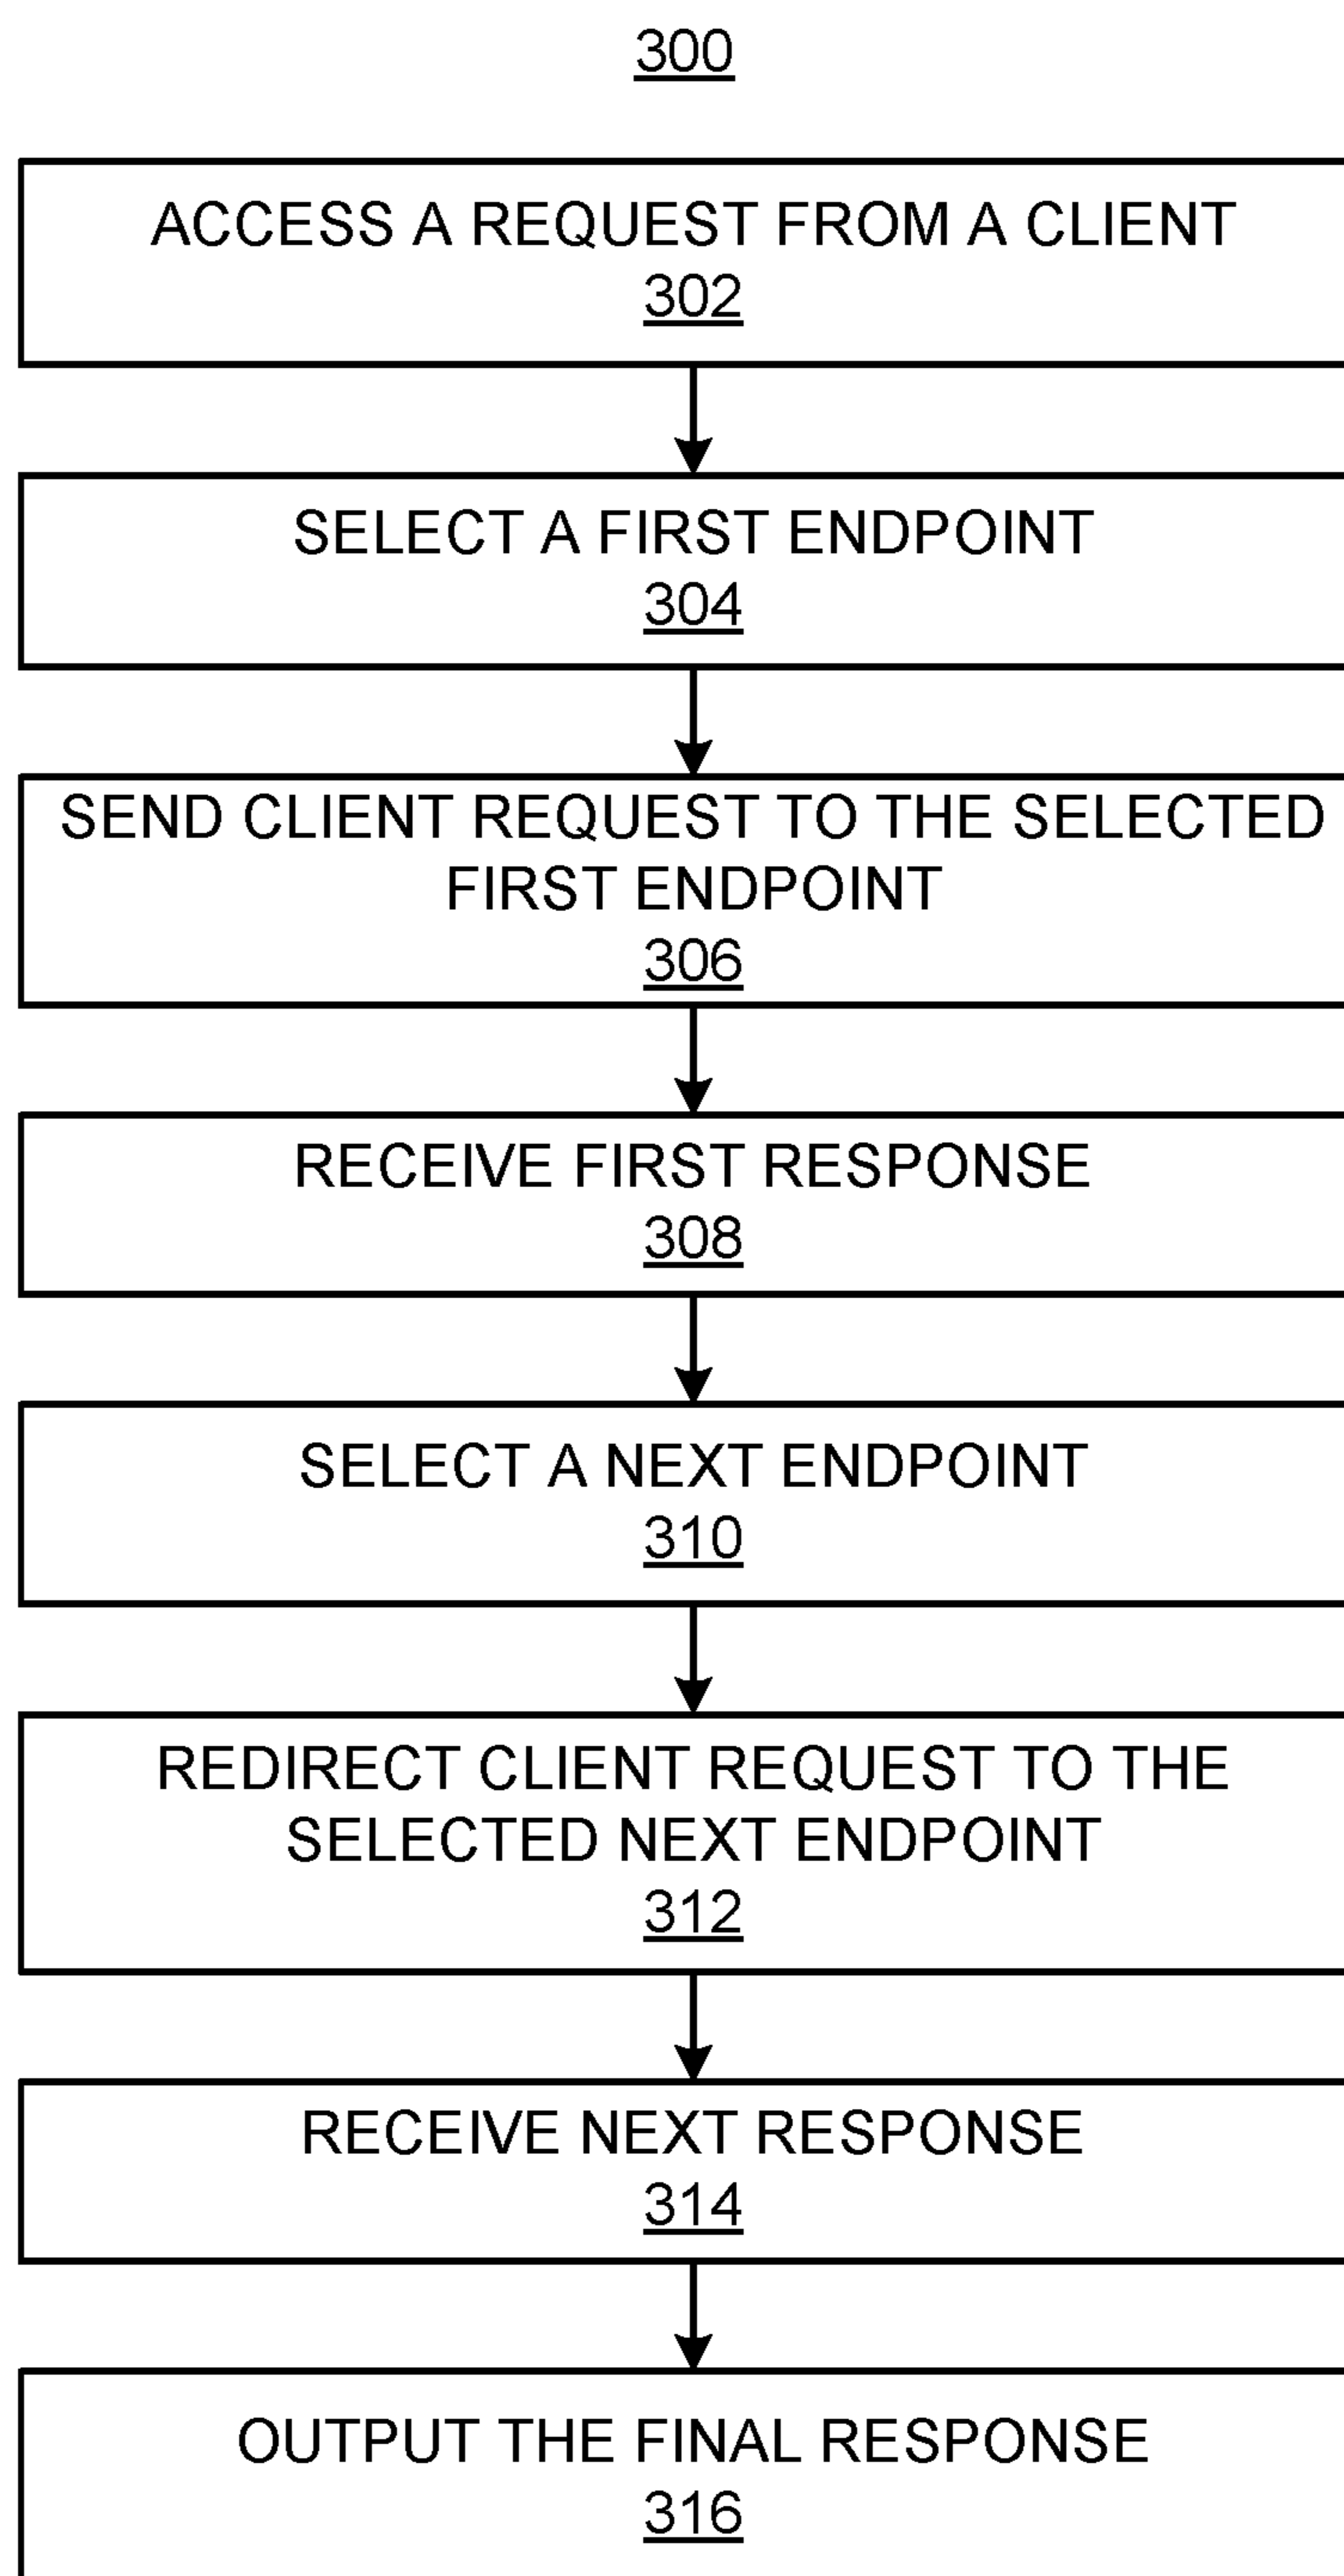 300
ACCESS A REQUEST FROM A CLIENT
302
SELECT A FIRST ENDPOINT
304
SEND CLIENT REQUEST TO THE SELECTED
FIRST ENDPOINT
306
RECEIVE FIRST RESPONSE
308
SELECT A NEXT ENDPOINT
310
REDIRECT CLIENT REQUEST TO THE
SELECTED NEXT ENDPOINT
312
RECEIVE NEXT RESPONSE
314
OUTPUT THE FINAL RESPONSE
316